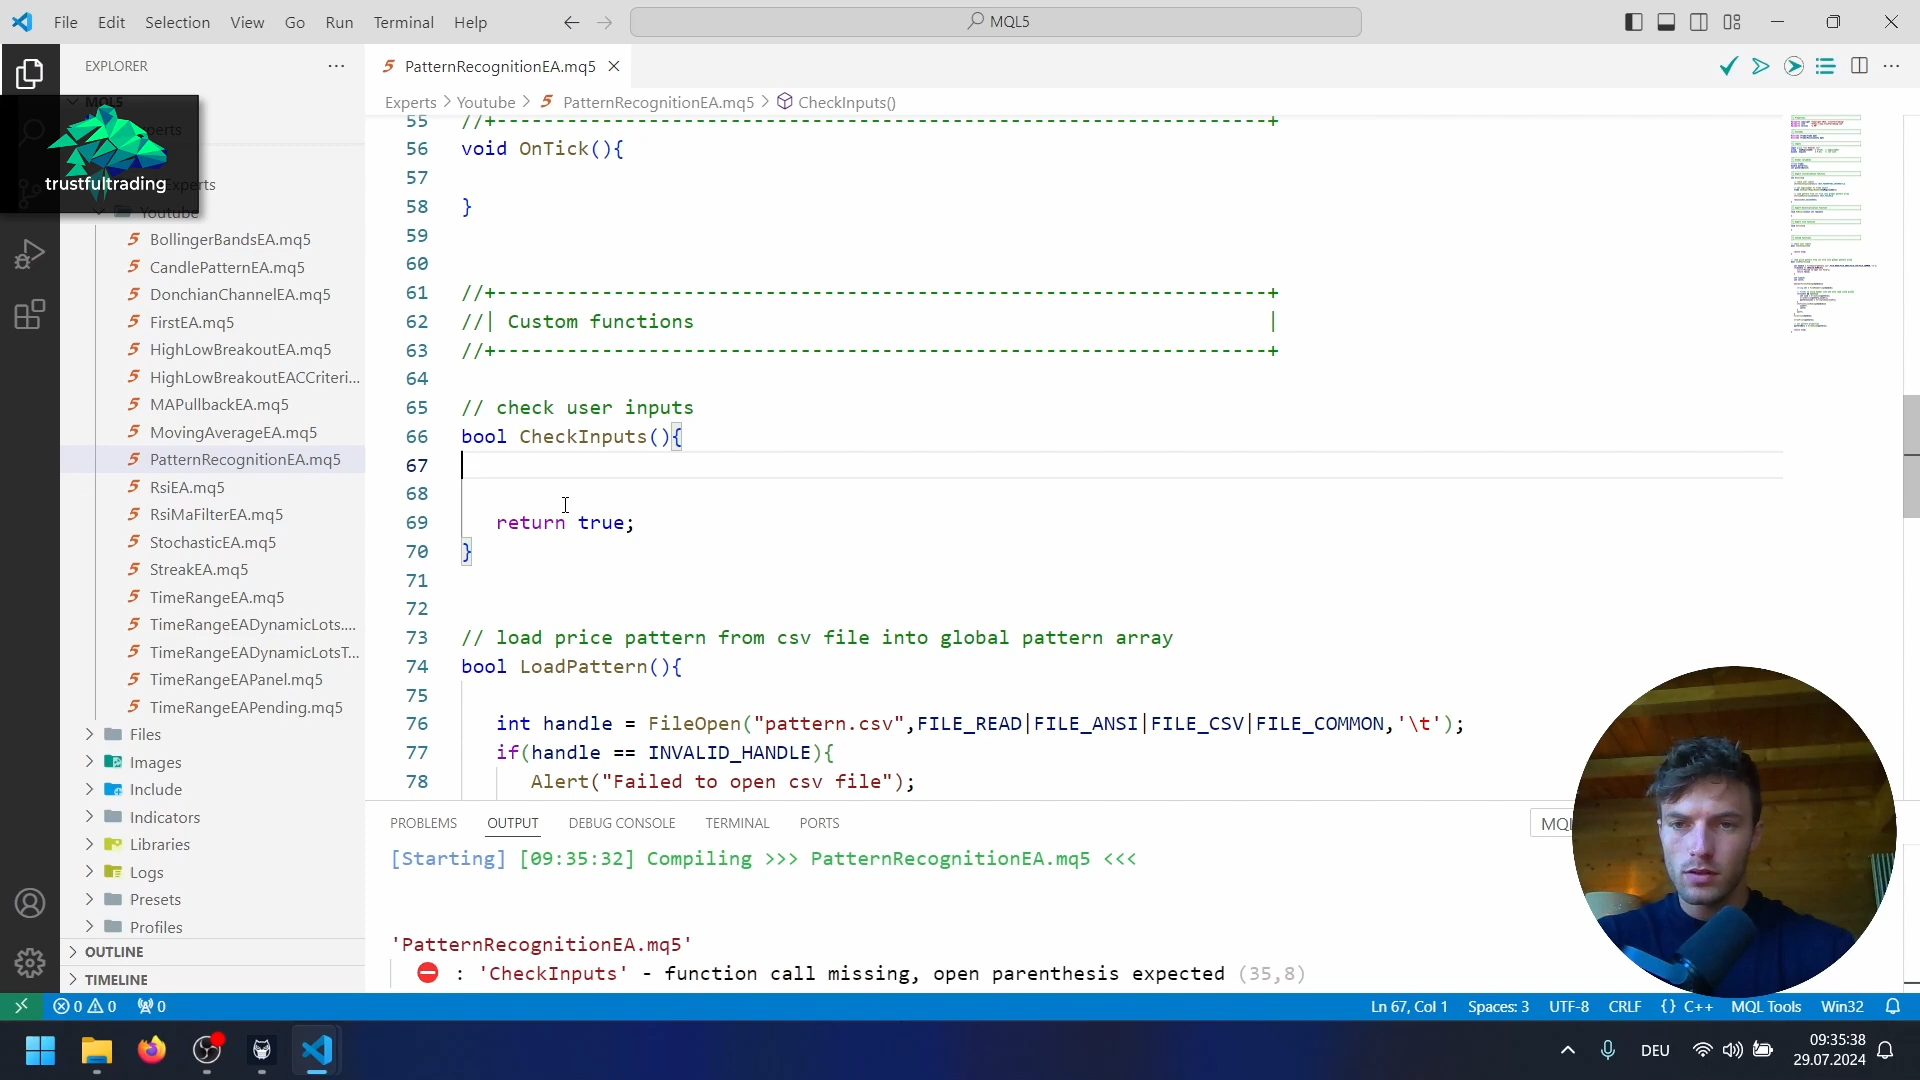 File Edit Selection View Go Run Terminal Help
MQL5
EXPLORER
PatternRecognitionEA.mq5
Experts > Youtube > PatternRecognitionEA.mq5 > CheckInputs()
trustfultrading
Youtube
BollingerBandsEA.mq5
CandlePatternEA.mq5
DonchianChannelEA.mq5
FirstEA.mq5
HighLowBreakoutEA.mq5
HighLowBreakoutEACCriteri...
MAPullbackEA.mq5
MovingAverageEA.mq5
PatternRecognitionEA.mq5
RsiEA.mq5
RsiMaFilterEA.mq5
StochasticEA.mq5
StreakEA.mq5
TimeRangeEA.mq5
TimeRangeEADynamicLots....
TimeRangeEADynamicLotsT...
TimeRangeEAPanel.mq5
TimeRangeEAPending.mq5
Files
Images
Include
Indicators
Libraries
Logs
Presets
Profiles
OUTLINE
TIMELINE
55 //+------------------------------------------------------------------+
56 void OnTick(){
57
58 }
59
60
61 //+------------------------------------------------------------------+
62 //| Custom functions |
63 //+------------------------------------------------------------------+
64
65 // check user inputs
66 bool CheckInputs(){
67
68
69 return true;
70 }
71
72
73 // load price pattern from csv file into global pattern array
74 bool LoadPattern(){
75
76 int handle = FileOpen("pattern.csv",FILE_READ|FILE_ANSI|FILE_CSV|FILE_COMMON,'\t');
77 if(handle == INVALID_HANDLE){
78 Alert("Failed to open csv file");
PROBLEMS OUTPUT DEBUG CONSOLE TERMINAL PORTS
MQL
[Starting] [09:35:32] Compiling >>> PatternRecognitionEA.mq5 <<<
'PatternRecognitionEA.mq5'
: 'CheckInputs' - function call missing, open parenthesis expected (35,8)
0 0 0
Ln 67, Col 1 Spaces: 3 UTF-8 CRLF {} C++ MQL Tools Win32
DEU
09:35:38
29.07.2024